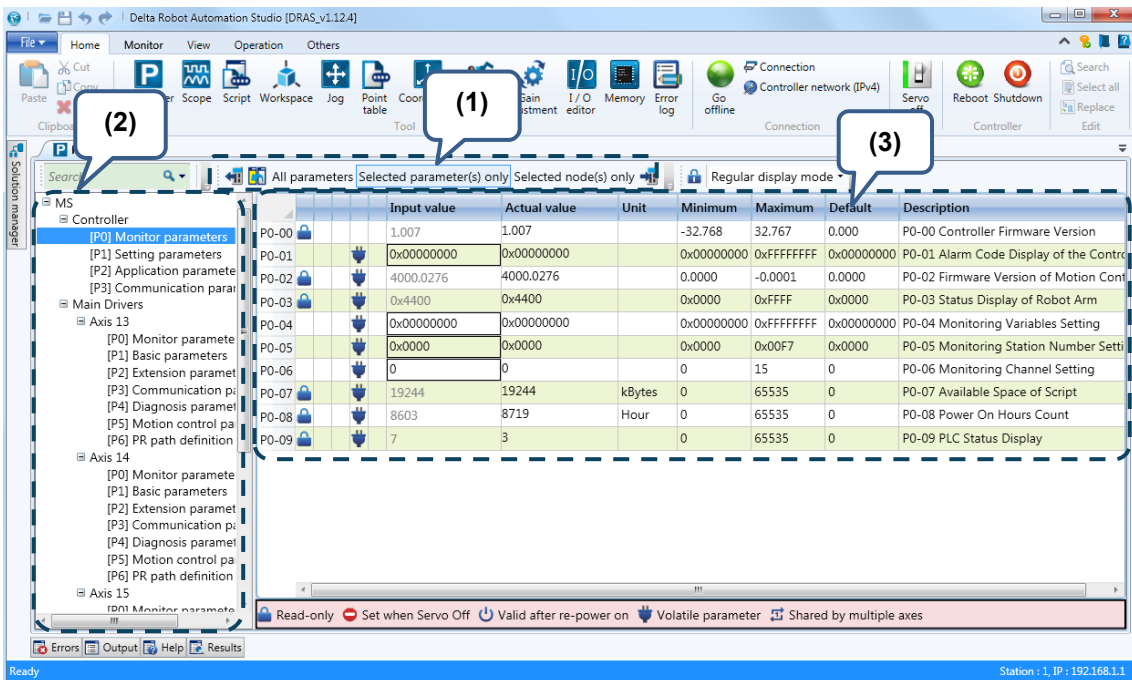 Delta Robot Automation Studio [DRAS_v1.12.4]
File Home Monitor View Operation Others
Cut
Copy
Paste
Scope Script Workspace Jog Point table I/O editor Memory Error log Go offline
Connection
Controller network (IPv4)
Servo Reboot Shutdown
Search
Select all
Replace
Tool Connection Controller Edit
(1)
(2)
(3)
Solution manager
Search All parameters Selected parameter(s) only Selected node(s) only Regular display mode
MS
Controller
[P0] Monitor parameters
[P1] Setting parameters
[P2] Application paramete
[P3] Communication parar
Main Drivers
Axis 13
[P0] Monitor paramete
[P1] Basic parameters
[P2] Extension paramet
[P3] Communication pa
[P4] Diagnosis paramet
[P5] Motion control pa
[P6] PR path definition
Axis 14
[P0] Monitor paramete
[P1] Basic parameters
[P2] Extension paramet
[P3] Communication pa
[P4] Diagnosis paramet
[P5] Motion control pa
[P6] PR path definition
Axis 15
[P0] Monitor paramete
Input value Actual value Unit Minimum Maximum Default Description
P0-00 1.007 1.007 -32.768 32.767 0.000 P0-00 Controller Firmware Version
P0-01 0x00000000 0x00000000 0x00000000 0xFFFFFFFF 0x00000000 P0-01 Alarm Code Display of the Contro
P0-02 4000.0276 4000.0276 0.0000 -0.0001 0.0000 P0-02 Firmware Version of Motion Cont
P0-03 0x4400 0x4400 0x0000 0xFFFF 0x0000 P0-03 Status Display of Robot Arm
P0-04 0x00000000 0x00000000 0x00000000 0xFFFFFFFF 0x00000000 P0-04 Monitoring Variables Setting
P0-05 0x0000 0x0000 0x0000 0x00F7 0x0000 P0-05 Monitoring Station Number Setti
P0-06 0 0 0 15 0 P0-06 Monitoring Channel Setting
P0-07 19244 19244 kBytes 0 65535 0 P0-07 Available Space of Script
P0-08 8603 8719 Hour 0 65535 0 P0-08 Power On Hours Count
P0-09 7 3 0 65535 0 P0-09 PLC Status Display
Read-only Set when Servo Off Valid after re-power on Volatile parameter Shared by multiple axes
Errors Output Help Results
Ready Station : 1, IP : 192.168.1.1